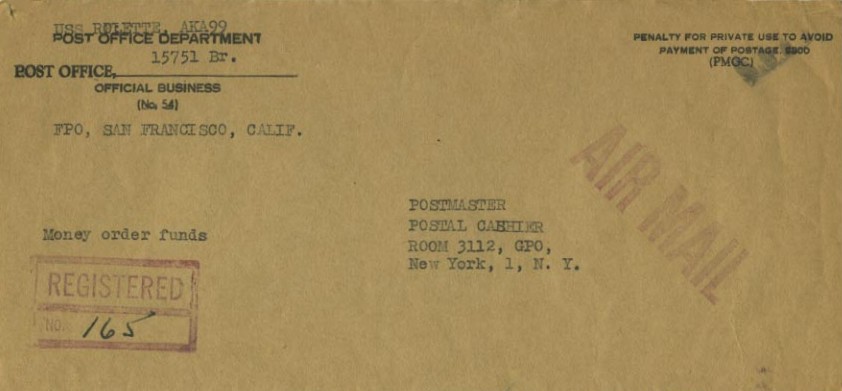 USS ROLETTE, AKA99
POST OFFICE DEPARTMENT
15751 Br.
POST OFFICE,
OFFICIAL BUSINESS
(No. 54)
FPO, SAN FRANCISCO, CALIF.
PENALTY FOR PRIVATE USE TO AVOID
PAYMENT OF POSTAGE, $300
(PMGC)
AIR MAIL
POSTMASTER
POSTAL CASHIER
ROOM 3112, GPO,
New York, 1, N. Y.
Money order funds
REGISTERED
NO. 165